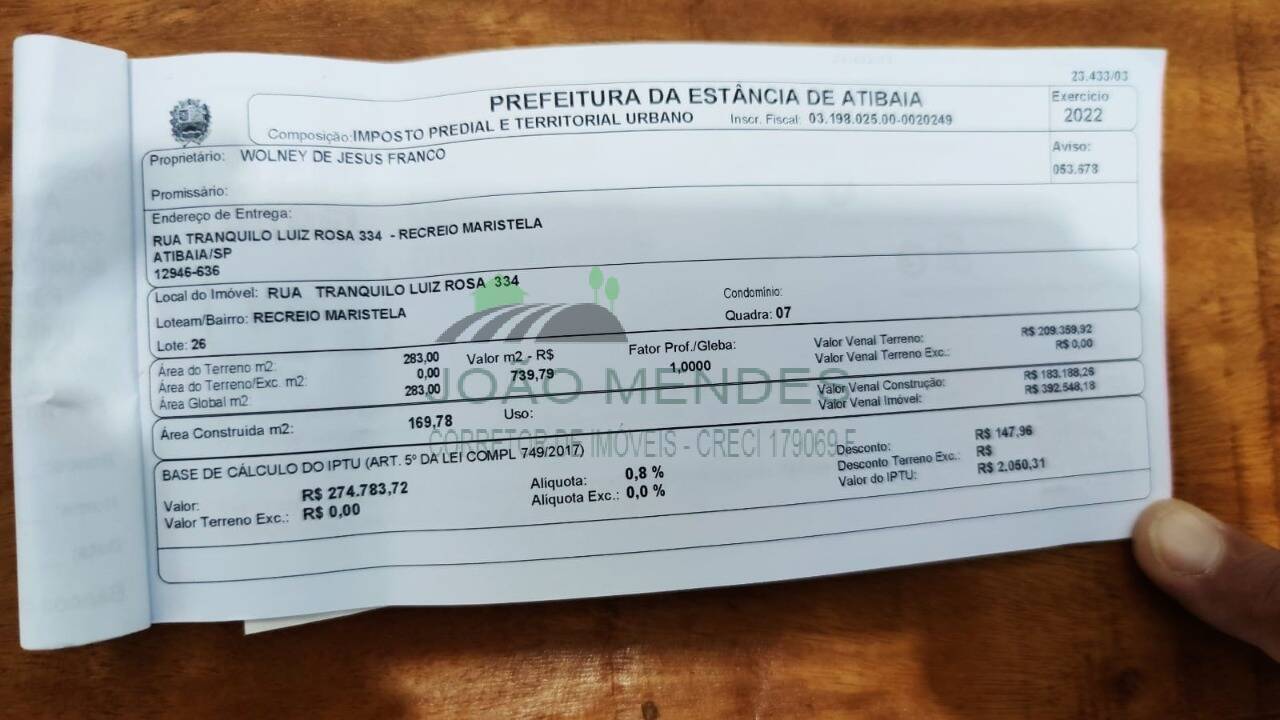 23.433/03
PREFEITURA DA ESTÂNCIA DE ATIBAIA
Exercício
2022
Composição: IMPOSTO PREDIAL E TERRITORIAL URBANO Inscr. Fiscal: 03.198.025.00-0020249
Proprietário: WOLNEY DE JESUS FRANCO
Aviso:
053.678
Promissário:
Endereço de Entrega:
RUA TRANQUILO LUIZ ROSA 334 - RECREIO MARISTELA
ATIBAIA/SP
12946-636
Local do Imóvel: RUA TRANQUILO LUIZ ROSA 334
Condomínio:
Loteam/Bairro: RECREIO MARISTELA
Quadra: 07
Lote: 26
Área do Terreno m2: 283,00 Valor m2 - R$ Fator Prof./Gleba: Valor Venal Terreno: R$ 209.359,92
Área do Terreno/Exc. m2: 0,00 739,79 1,0000 Valor Venal Terreno Exc.: R$ 0,00
Área Global m2 283,00
Valor Venal Construção: R$ 183.188,26
Valor Venal Imóvel: R$ 392.548,18
JOÃO MENDES
Área Construida m2: 169,78 Uso:
CORRETOR DE IMÓVEIS - CRECI 179069 F
BASE DE CÁLCULO DO IPTU (ART. 5º DA LEI COMPL 749/2017)
Valor: R$ 274.783,72 Alíquota: 0,8 % Desconto: R$ 147,96
Valor Terreno Exc.: R$ 0,00 Alíquota Exc.: 0,0 % Desconto Terreno Exc.: R$
Valor do IPTU: R$ 2.050,31